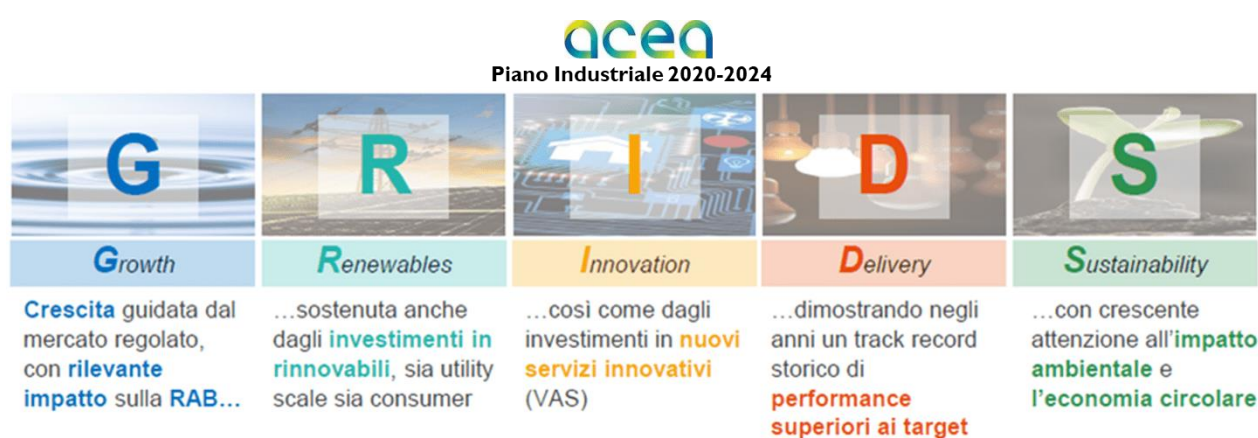 acea
Piano Industriale 2020-2024
G
R
I
D
S
Growth
Renewables
Innovation
Delivery
Sustainability
Crescita guidata dal
mercato regolato,
con rilevante
impatto sulla RAB...
...sostenuta anche
dagli investimenti in
rinnovabili, sia utility
scale sia consumer
...così come dagli
investimenti in nuovi
servizi innovativi
(VAS)
...dimostrando negli
anni un track record
storico di
performance
superiori ai target
...con crescente
attenzione all'impatto
ambientale e
l'economia circolare